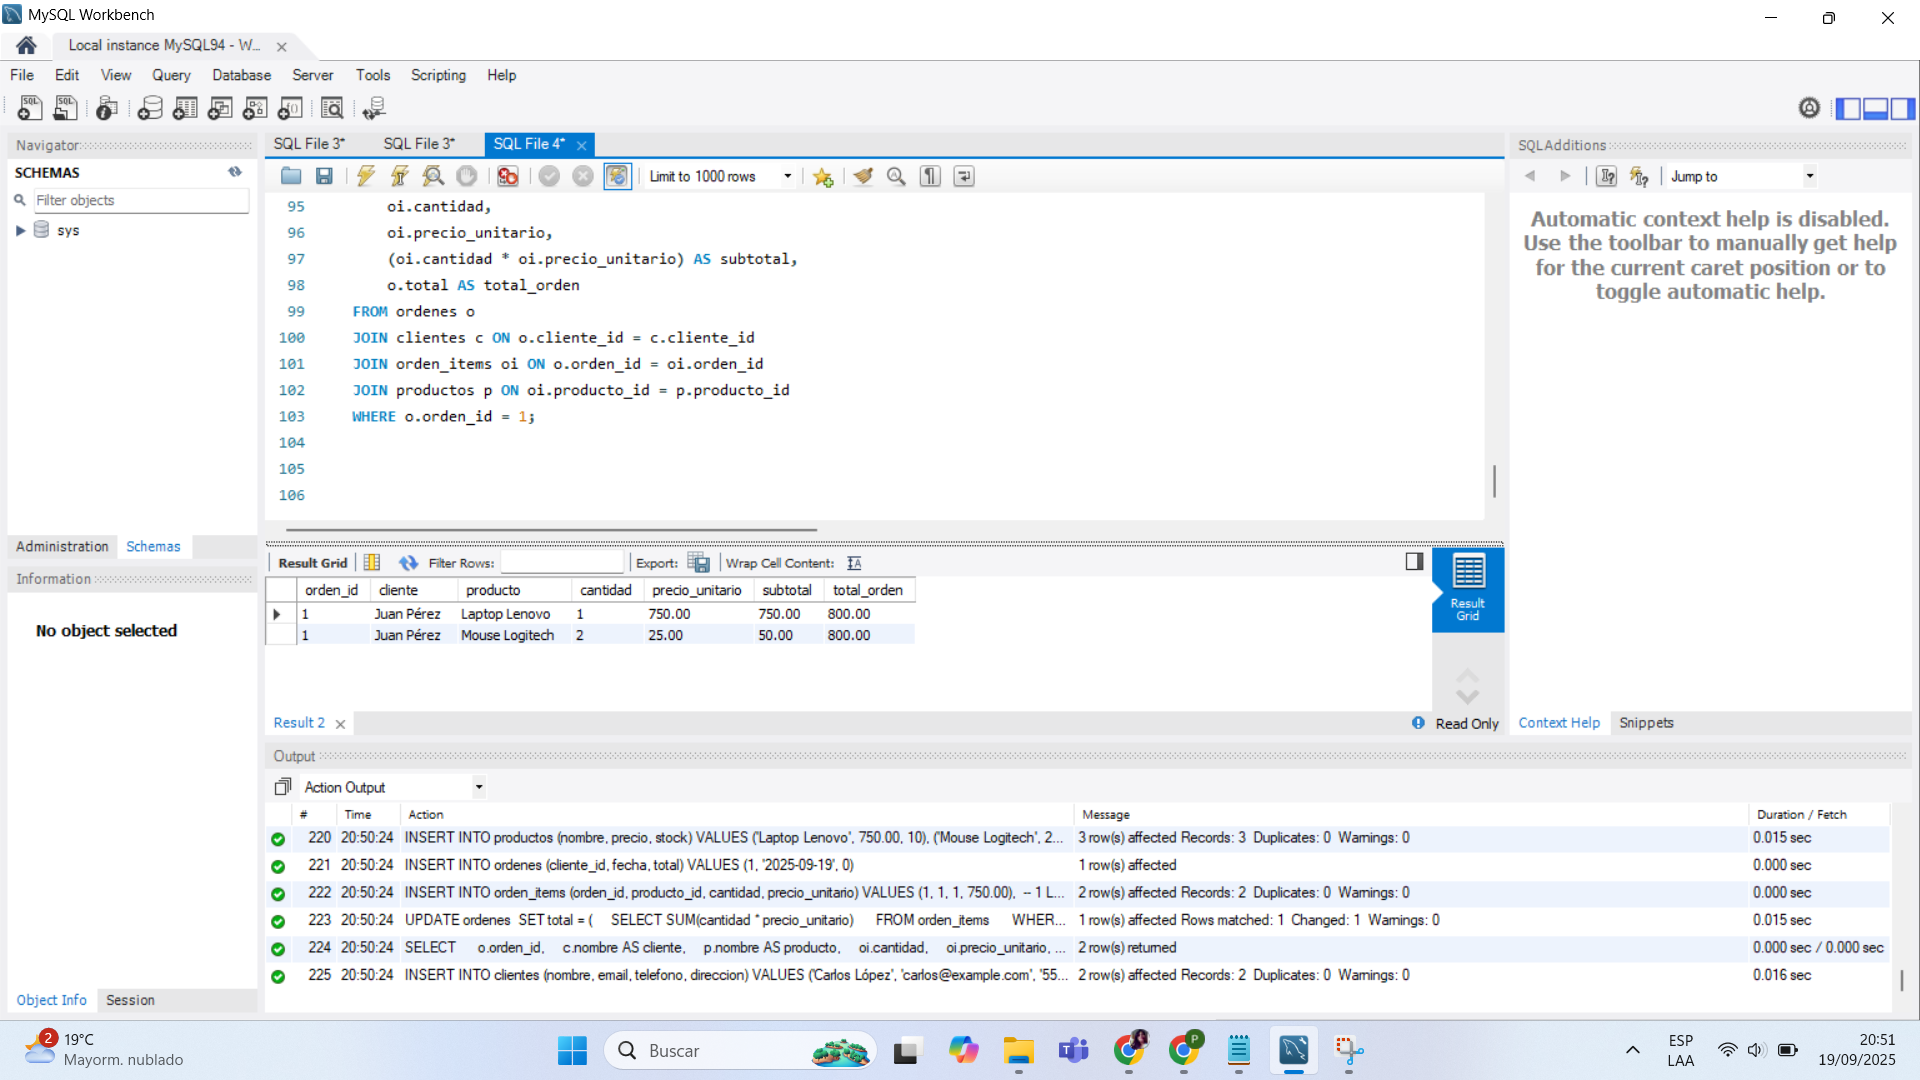 MySQL Workbench
Local instance MySQL94 - W...
File Edit View Query Database Server Tools Scripting Help
Navigator
SCHEMAS
Filter objects
sys
Administration Schemas
Information
No object selected
Object Info Session
SQL File 3* SQL File 3* SQL File 4*
Limit to 1000 rows
95 oi.cantidad,
96 oi.precio_unitario,
97 (oi.cantidad * oi.precio_unitario) AS subtotal,
98 o.total AS total_orden
99 FROM ordenes o
100 JOIN clientes c ON o.cliente_id = c.cliente_id
101 JOIN orden_items oi ON o.orden_id = oi.orden_id
102 JOIN productos p ON oi.producto_id = p.producto_id
103 WHERE o.orden_id = 1;
104
105
106
Result Grid Filter Rows: Export: Wrap Cell Content:
orden_id cliente producto cantidad precio_unitario subtotal total_orden
1 Juan Pérez Laptop Lenovo 1 750.00 750.00 800.00
1 Juan Pérez Mouse Logitech 2 25.00 50.00 800.00
Result
Grid
Result 2
Read Only
SQLAdditions
Jump to
Automatic context help is disabled.
Use the toolbar to manually get help
for the current caret position or to
toggle automatic help.
Context Help Snippets
Output
Action Output
# Time Action Message Duration / Fetch
220 20:50:24 INSERT INTO productos (nombre, precio, stock) VALUES ('Laptop Lenovo', 750.00, 10), ('Mouse Logitech', 2... 3 row(s) affected Records: 3 Duplicates: 0 Warnings: 0 0.015 sec
221 20:50:24 INSERT INTO ordenes (cliente_id, fecha, total) VALUES (1, '2025-09-19', 0) 1 row(s) affected 0.000 sec
222 20:50:24 INSERT INTO orden_items (orden_id, producto_id, cantidad, precio_unitario) VALUES (1, 1, 1, 750.00), -- 1 L... 2 row(s) affected Records: 2 Duplicates: 0 Warnings: 0 0.000 sec
223 20:50:24 UPDATE ordenes SET total = ( SELECT SUM(cantidad * precio_unitario) FROM orden_items WHER... 1 row(s) affected Rows matched: 1 Changed: 1 Warnings: 0 0.015 sec
224 20:50:24 SELECT o.orden_id, c.nombre AS cliente, p.nombre AS producto, oi.cantidad, oi.precio_unitario, ... 2 row(s) returned 0.000 sec / 0.000 sec
225 20:50:24 INSERT INTO clientes (nombre, email, telefono, direccion) VALUES ('Carlos López', 'carlos@example.com', '55... 2 row(s) affected Records: 2 Duplicates: 0 Warnings: 0 0.016 sec
2
19°C
Mayorm. nublado
Buscar
P
ESP
LAA
20:51
19/09/2025